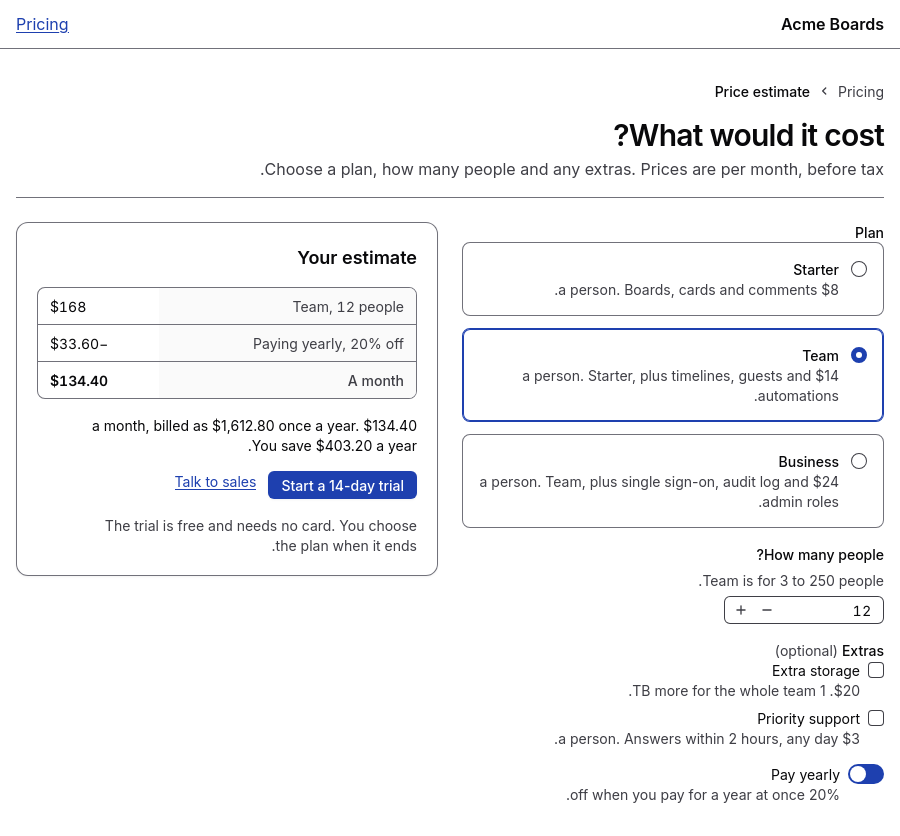 Acme Boards
Pricing
Price estimate ‹ Pricing
?What would it cost
.Choose a plan, how many people and any extras. Prices are per month, before tax
Plan
Starter
.a person. Boards, cards and comments $8
Team
a person. Starter, plus timelines, guests and $14
.automations
Business
a person. Team, plus single sign-on, audit log and $24
.admin roles
?How many people
.Team is for 3 to 250 people
+ − 12
(optional) Extras
Extra storage
.TB more for the whole team 1 .$20
Priority support
.a person. Answers within 2 hours, any day $3
Pay yearly
.off when you pay for a year at once 20%
Your estimate
$168 Team, 12 people
$33.60− Paying yearly, 20% off
$134.40 A month
a month, billed as $1,612.80 once a year. $134.40
.You save $403.20 a year
Talk to sales Start a 14-day trial
The trial is free and needs no card. You choose
.the plan when it ends